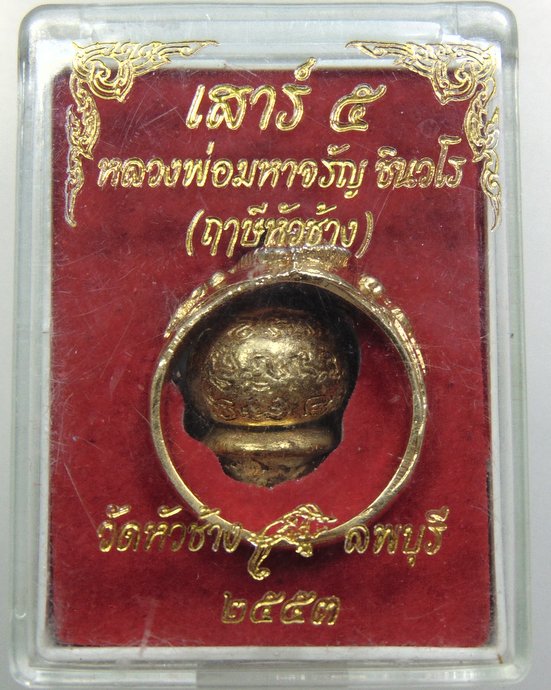 เสาร์ ๕
หลวงพ่อมหาจรัญ ชินวโร
(ฤาษีหัวช้าง)
วัดหัวช้าง ลพบุรี
๒๕๕๓